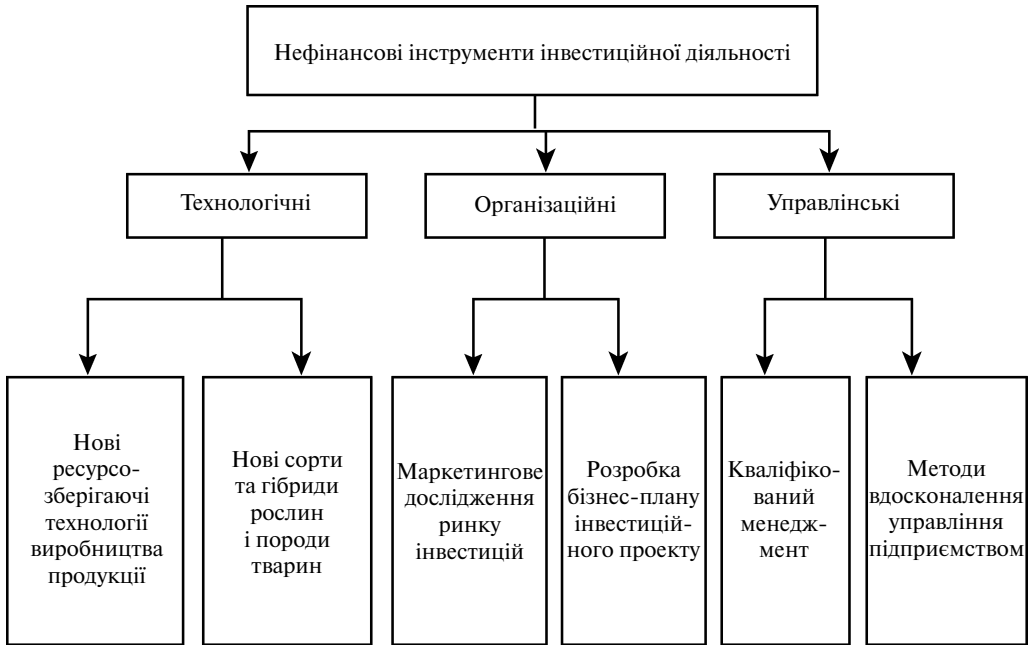 Нефінансові інструменти інвестиційної діяльності
Технологічні
Організаційні
Управлінські
Нові
ресурсо-
зберігаючі
технології
виробництва
продукції
Нові сорти
та гібриди
рослин
і породи
тварин
Маркетингове
дослідження
ринку
інвестицій
Розробка
бізнес-плану
інвестицій-
ного проекту
Кваліфіко-
ований
менедж-
мент
Методи
вдосконалення
управління
підприємством